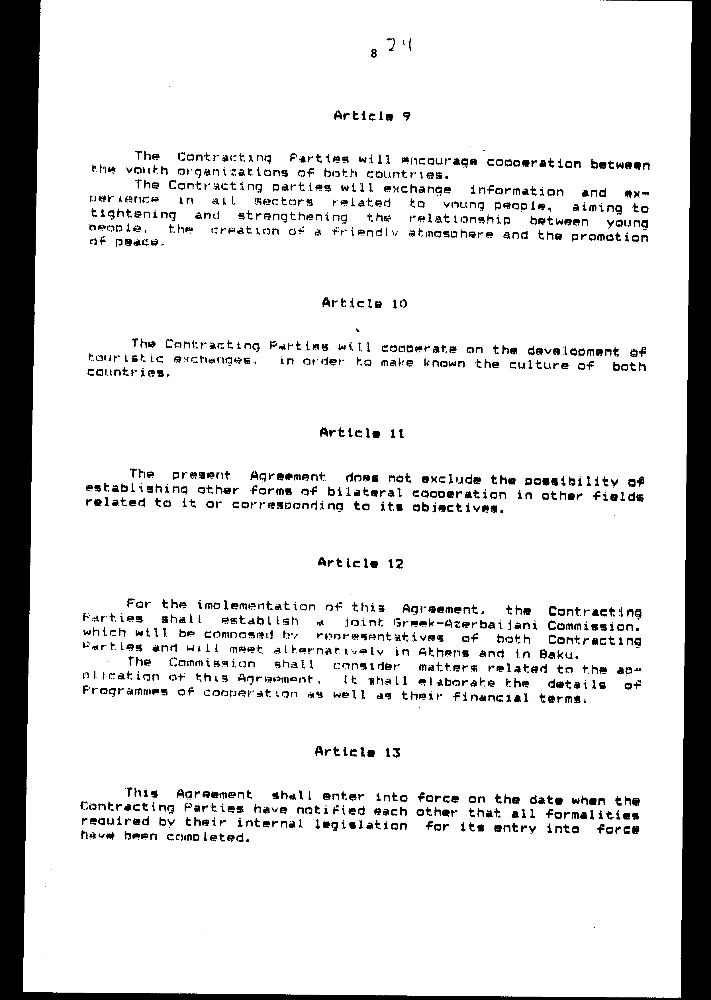 8 24
Article 9
The Contracting Parties will encourage cooperation between
the youth organizations of both countries.
The Contracting parties will exchange information and ex-
perience in all sectors related to young people, aiming to
tightening and strengthening the relationship between young
people, the creation of a friendly atmosphere and the promotion
of peace.
Article 10
The Contracting Parties will cooperate on the development of
touristic exchanges, in order to make known the culture of both
countries.
Article 11
The present Agreement does not exclude the possibility of
establishing other forms of bilateral cooperation in other fields
related to it or corresponding to its objectives.
Article 12
For the implementation of this Agreement, the Contracting
Parties shall establish a joint Greek-Azerbaijani Commission,
which will be composed by representatives of both Contracting
Parties and will meet alternatively in Athens and in Baku.
The Commission shall consider matters related to the ap-
plication of this Agreement. It shall elaborate the details of
Programmes of cooperation as well as their financial terms.
Article 13
This Agreement shall enter into force on the date when the
Contracting Parties have notified each other that all formalities
required by their internal legislation for its entry into force
have been completed.